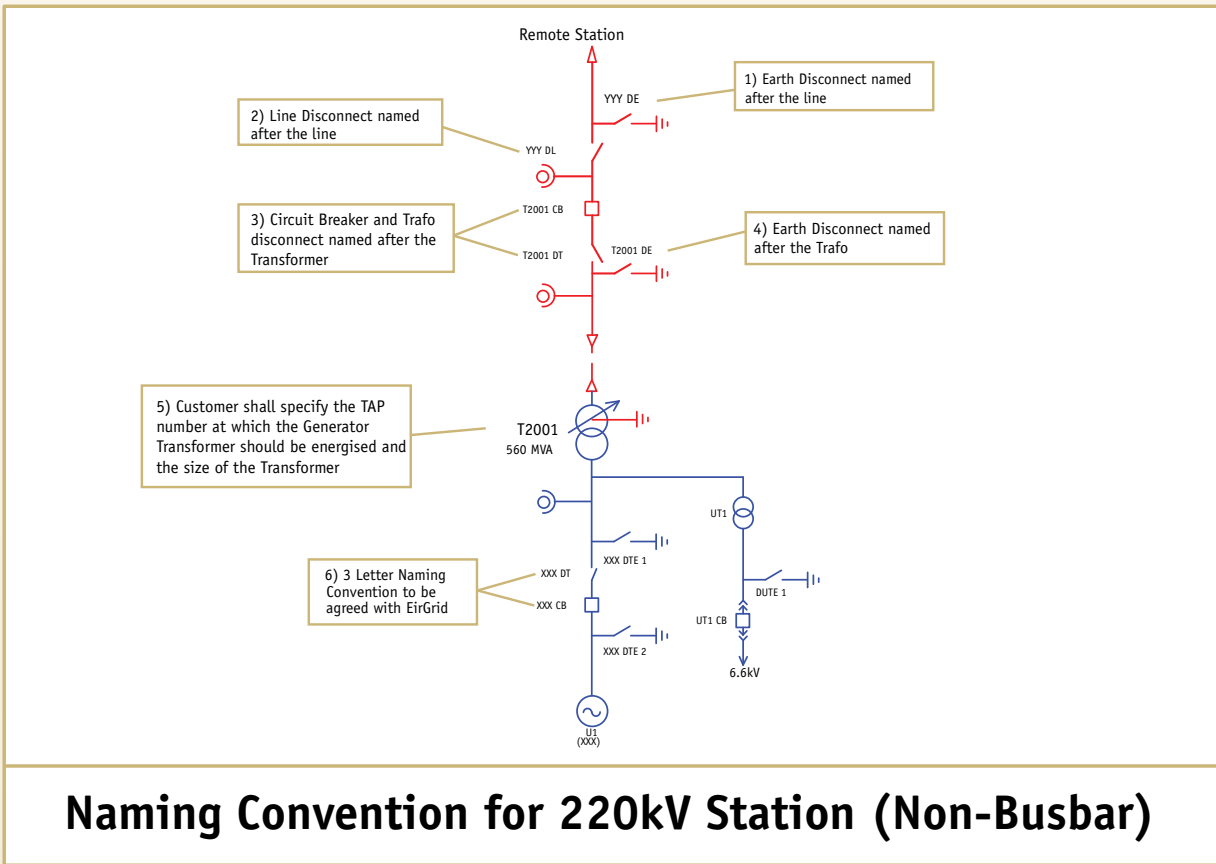 Remote Station
1) Earth Disconnect named
after the line
YYY DE
2) Line Disconnect named
after the line
YYY DL
3) Circuit Breaker and Trafo
disconnect named after the
Transformer
T2001 CB
T2001 DT
T2001 DE
4) Earth Disconnect named
after the Trafo
5) Customer shall specify the TAP
number at which the Generator
Transformer should be energised and
the size of the Transformer
T2001
560 MVA
UT1
XXX DTE 1
6) 3 Letter Naming
Convention to be
agreed with EirGrid
XXX DT
XXX CB
DUTE 1
UT1 CB
XXX DTE 2
6.6kV
U1
(XXX)
Naming Convention for 220kV Station (Non-Busbar)